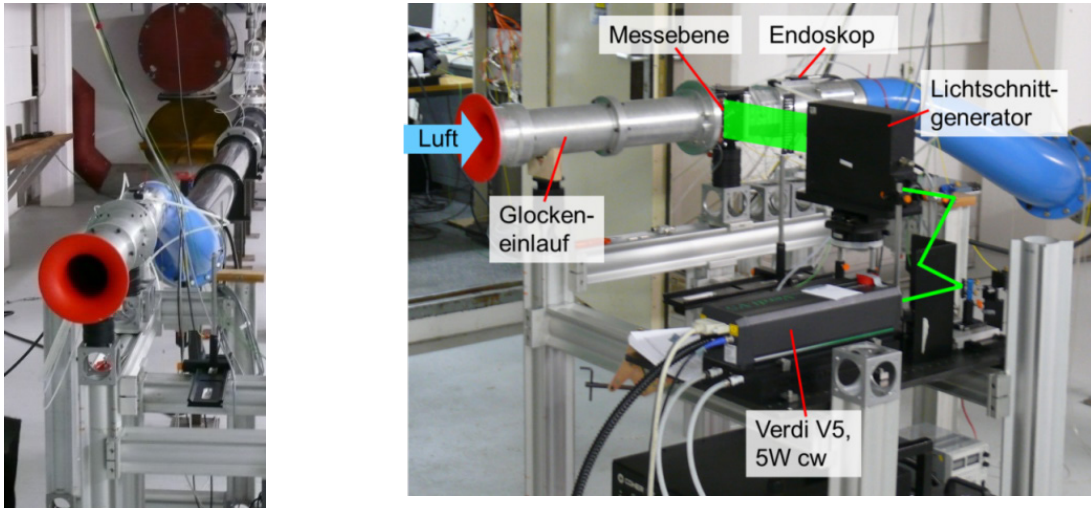 Messebene
Endoskop
Lichtschnitt-
generator
Luft
Glocken-
einlauf
Verdi V5,
5W cw